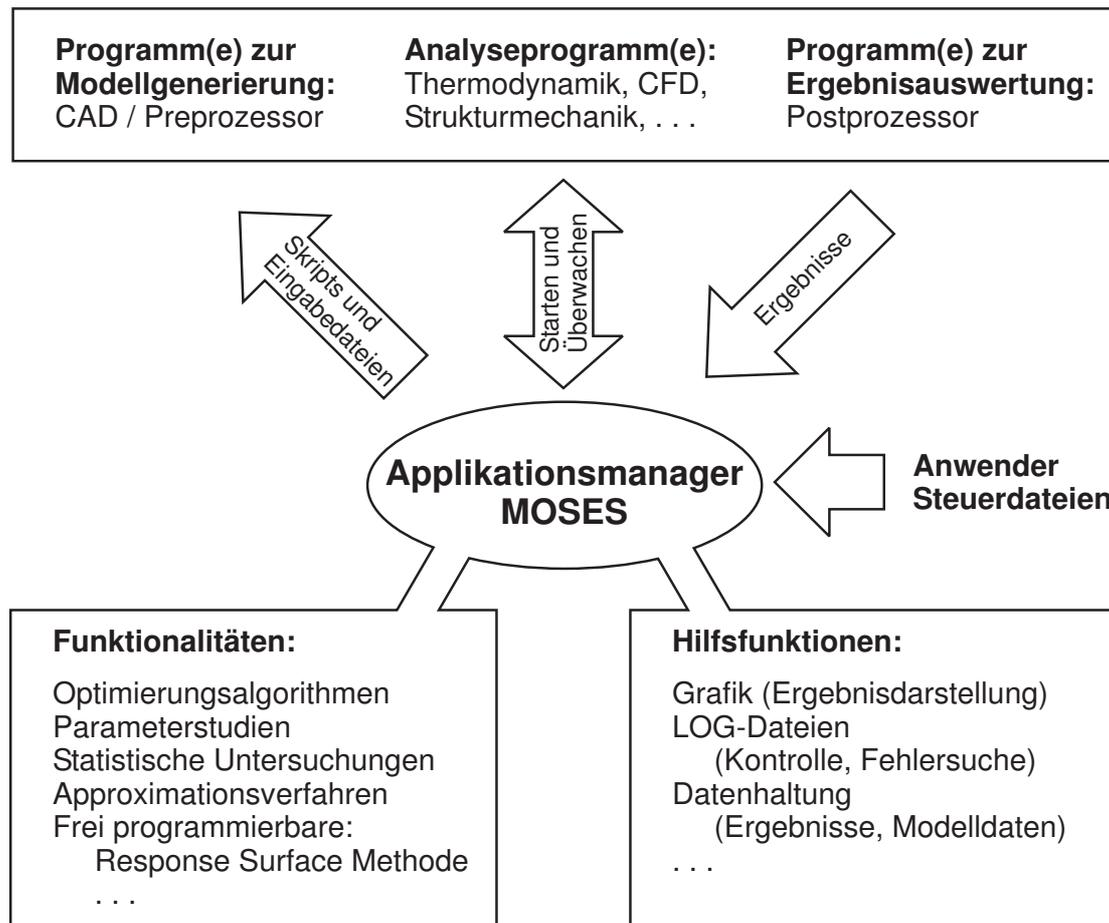 Programm(e) zur
Modellgenerierung:
CAD / Preprozessor
Analyseprogramm(e):
Thermodynamik, CFD,
Strukturmechanik, . . .
Programm(e) zur
Ergebnisauswertung:
Postprozessor
Skripts und
Eingabedateien
Starten und
Überwachen
Ergebnisse
Applikationsmanager
MOSES
Anwender
Steuerdateien
Funktionalitäten:
Optimierungsalgorithmen
Parameterstudien
Statistische Untersuchungen
Approximationsverfahren
Frei programmierbare:
Response Surface Methode
. . .
Hilfsfunktionen:
Grafik (Ergebnisdarstellung)
LOG-Dateien
(Kontrolle, Fehlersuche)
Datenhaltung
(Ergebnisse, Modelldaten)
. . .